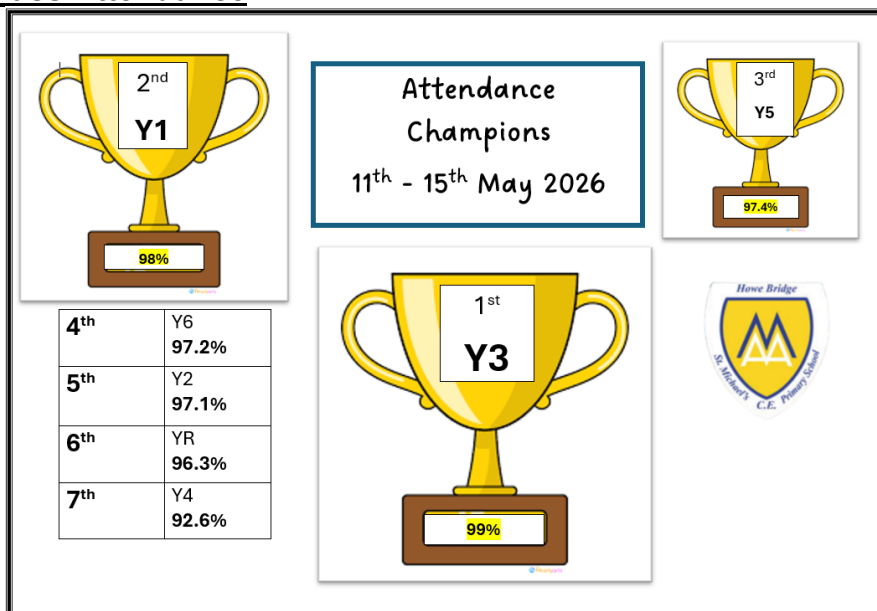 2nd
Y1
98%
Attendance
Champions
11th - 15th May 2026
3rd
Y5
97.4%
1st
Y3
99%
4th Y6
97.2%
5th Y2
97.1%
6th YR
96.3%
7th Y4
92.6%
Howe Bridge
St. Michael's C.E. Primary School